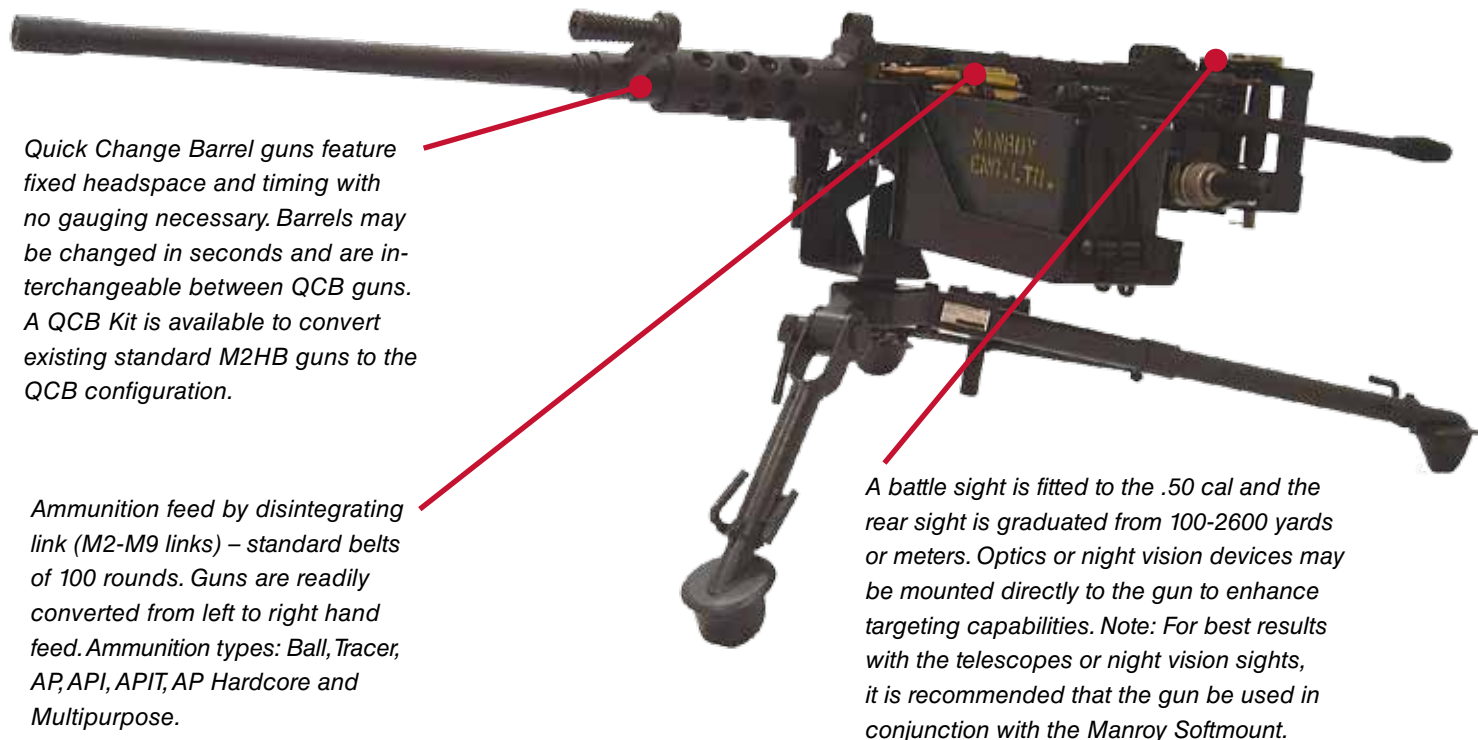 Quick Change Barrel guns feature
fixed headspace and timing with
no gauging necessary. Barrels may
be changed in seconds and are in-
terchangeable between QCB guns.
A QCB Kit is available to convert
existing standard M2HB guns to the
QCB configuration.
Ammunition feed by disintegrating
link (M2-M9 links) – standard belts
of 100 rounds. Guns are readily
converted from left to right hand
feed. Ammunition types: Ball, Tracer,
AP, API, APIT, AP Hardcore and
Multipurpose.
MANROY
ENG. LTD.
A battle sight is fitted to the .50 cal and the
rear sight is graduated from 100-2600 yards
or meters. Optics or night vision devices may
be mounted directly to the gun to enhance
targeting capabilities. Note: For best results
with the telescopes or night vision sights,
it is recommended that the gun be used in
conjunction with the Manroy Softmount.